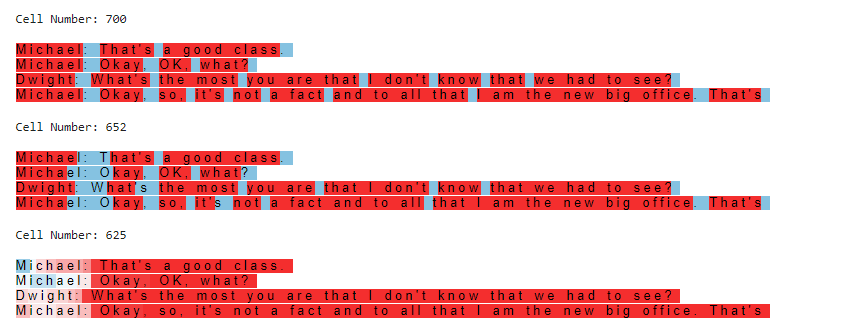 Cell Number: 700
Michael: That's a good class.
Michael: Okay, OK, what?
Dwight: What's the most you are that I don't know that we had to see?
Michael: Okay, so, it's not a fact and to all that I am the new big office. That's
Cell Number: 652
Michael: That's a good class.
Michael: Okay, OK, what?
Dwight: What's the most you are that I don't know that we had to see?
Michael: Okay, so, it's not a fact and to all that I am the new big office. That's
Cell Number: 625
Michael: That's a good class.
Michael: Okay, OK, what?
Dwight: What's the most you are that I don't know that we had to see?
Michael: Okay, so, it's not a fact and to all that I am the new big office. That's